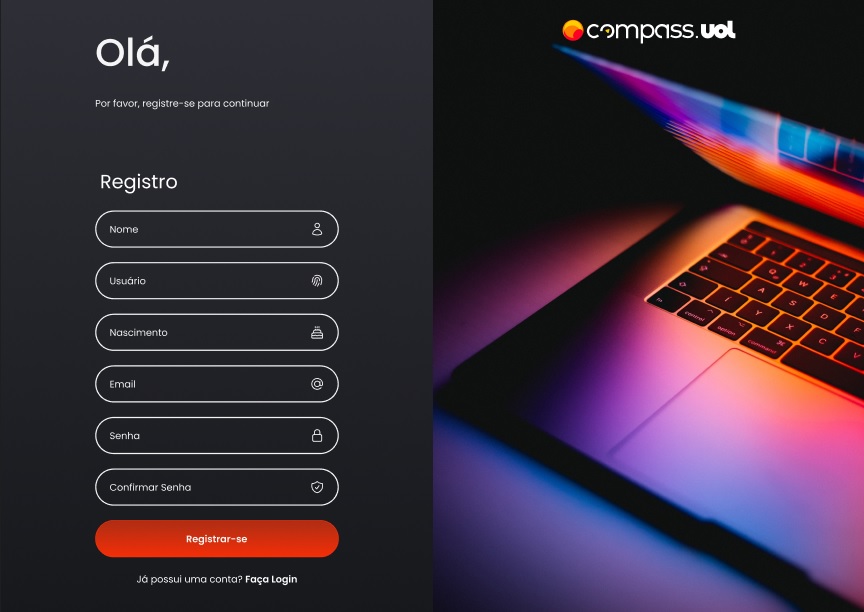 Olá,
Por favor, registre-se para continuar
Registro
Nome
Usuário
Nascimento
Email
Senha
Confirmar Senha
Registrar-se
Já possui uma conta? Faça Login
compass.uol
Q W E
A S D F
Y X C V
fn control option command